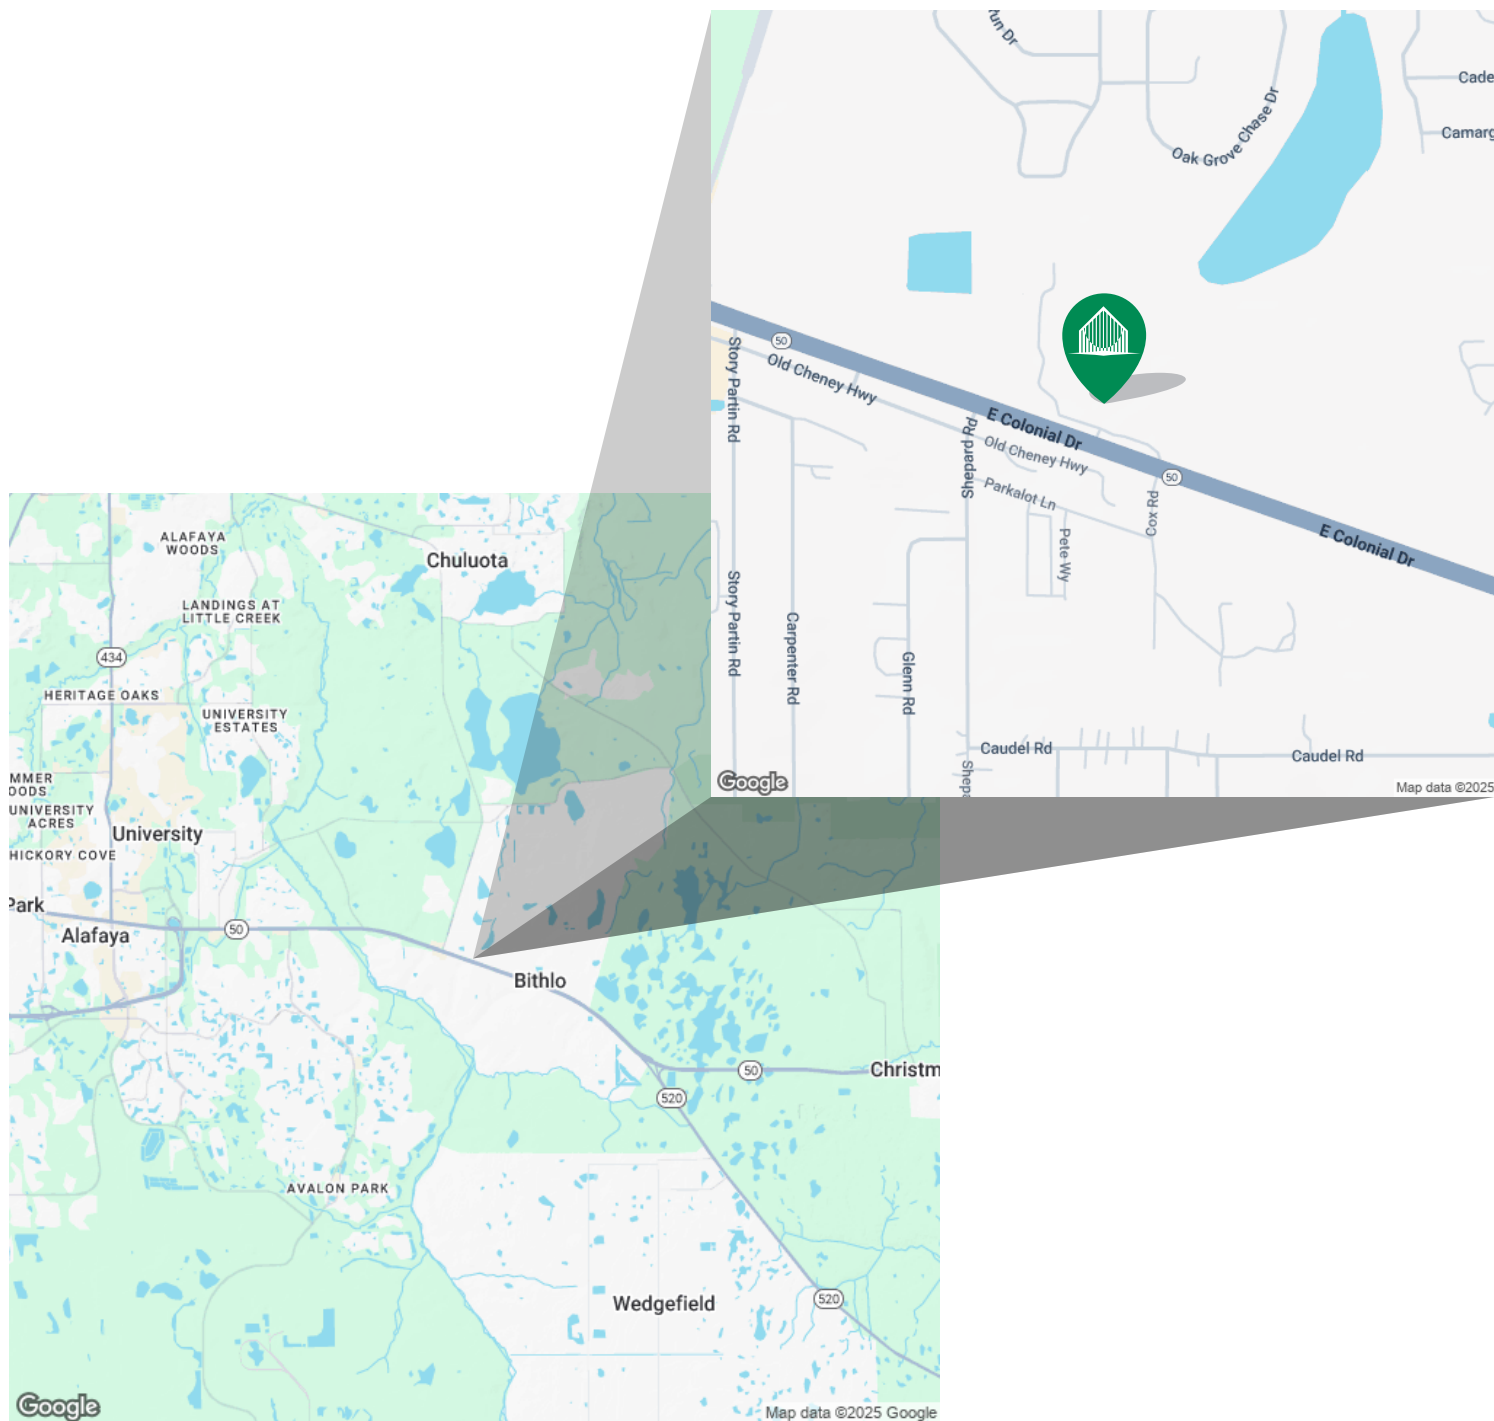 Oak Grove Chase Dr
Cade
Camarg
50
Story Partin Rd
Old Cheney Hwy
E Colonial Dr
Shepard Rd
Old Cheney Hwy
50
Parkalot Ln
Cox Rd
Pete Wy
E Colonial Dr
Story Partin Rd
Carpenter Rd
Glenn Rd
Caudel Rd
Caudel Rd
Shepa
Google
Map data ©2025
ALAFAYA
WOODS
Chuluota
LANDINGS AT
LITTLE CREEK
434
HERITAGE OAKS
UNIVERSITY
ESTATES
MMER
OODS
UNIVERSITY
ACRES
University
HICKORY COVE
Park
50
Alafaya
Bithlo
50
Christm
520
AVALON PARK
Wedgefield
520
Google
Map data ©2025 Google